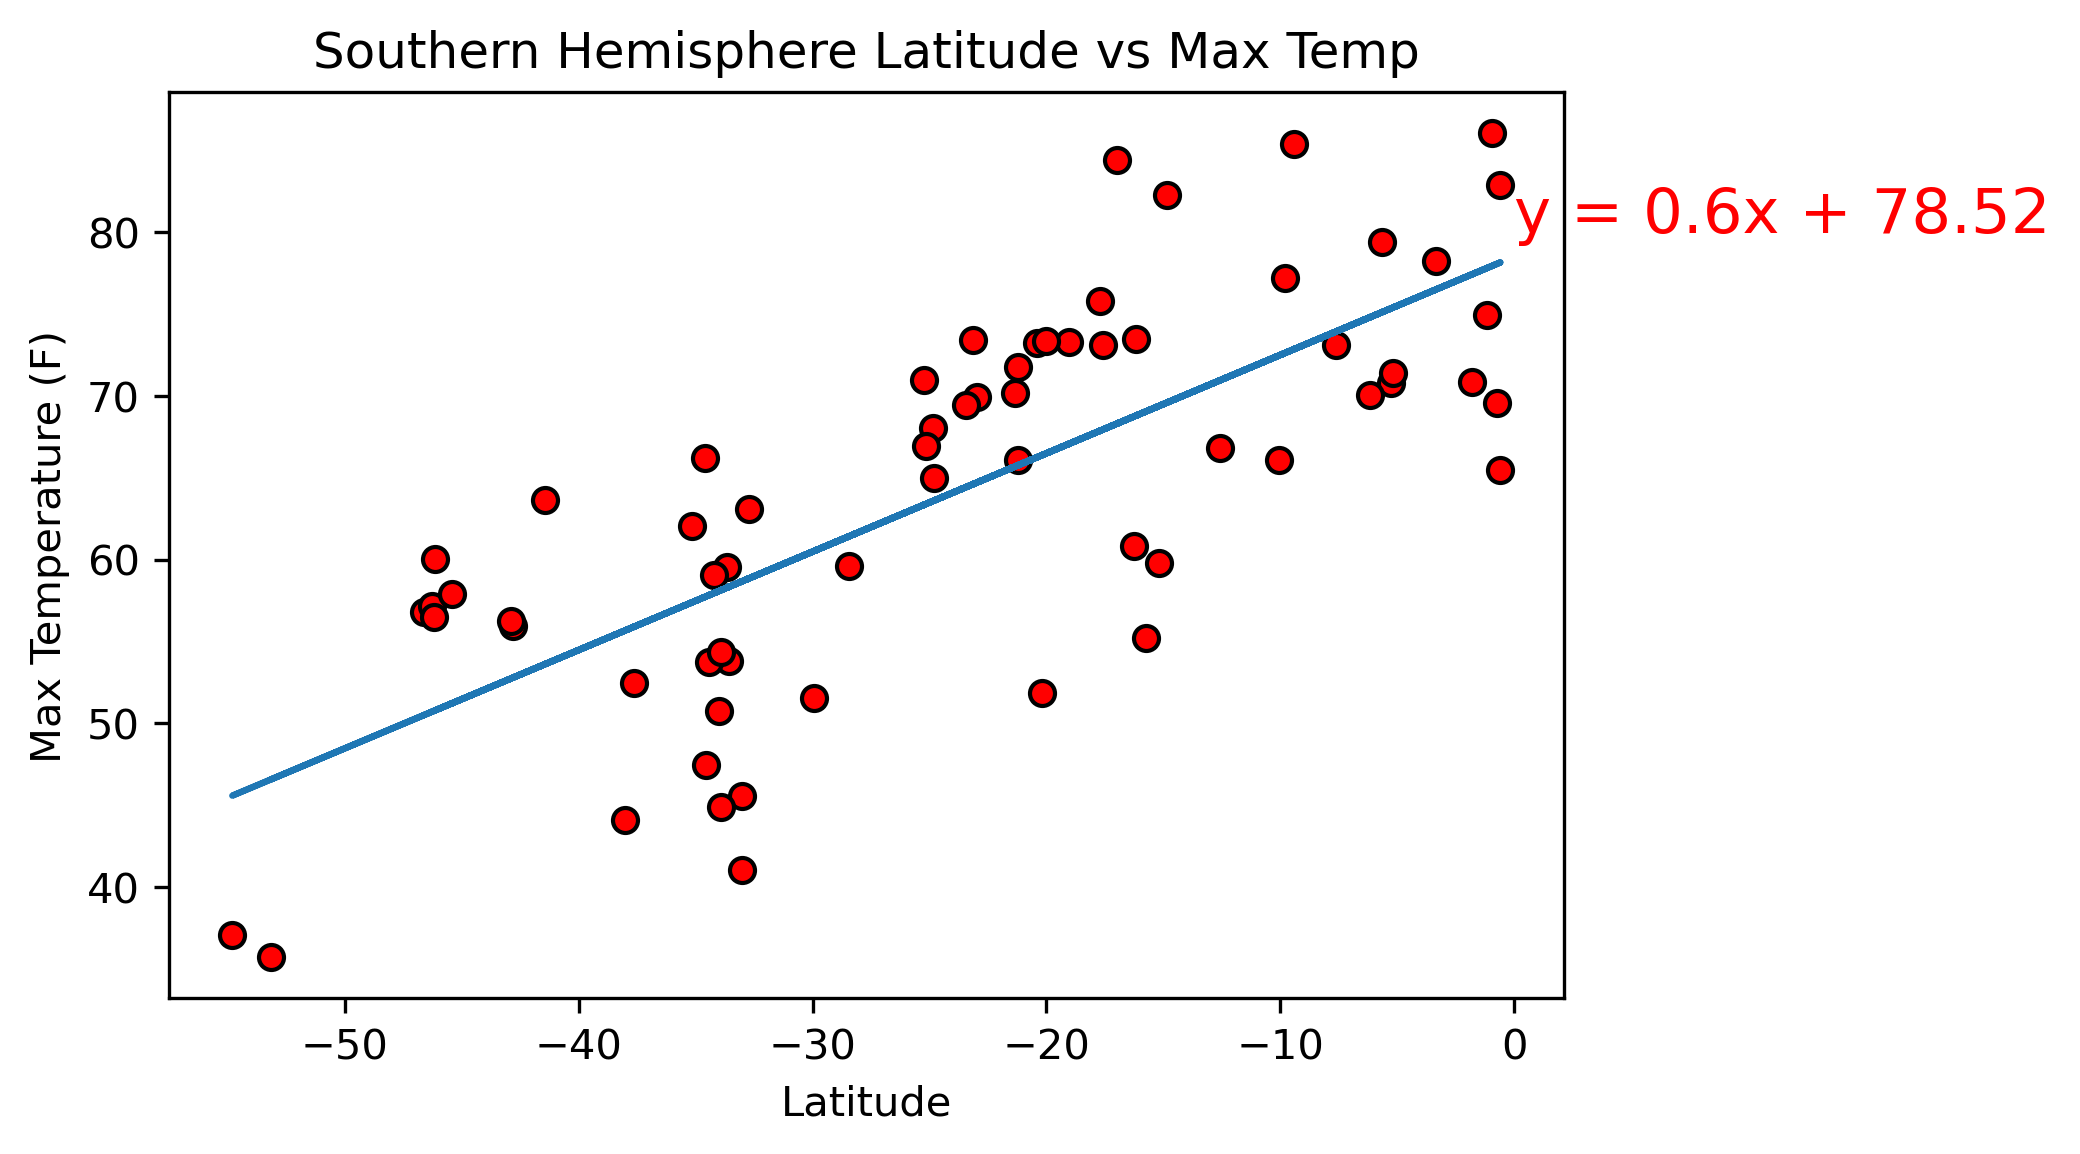 Southern Hemisphere Latitude vs Max Temp
y = 0.6x + 78.52
80
70
60
50
40
Max Temperature (F)
−50 −40 −30 −20 −10 0
Latitude